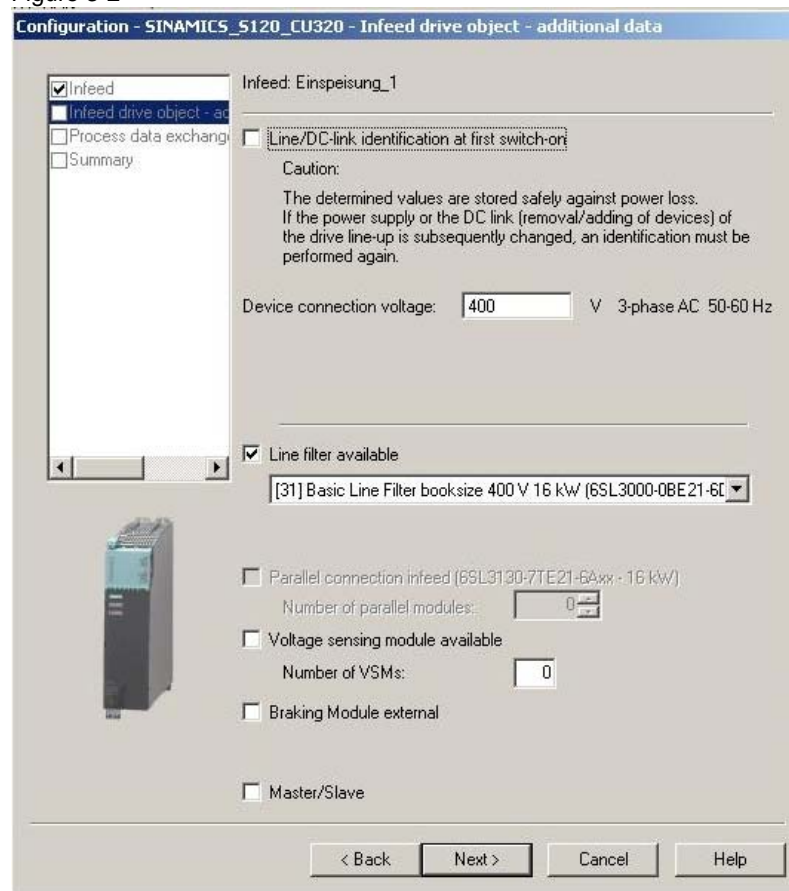 Configuration - SINAMICS_S120_CU320 - Infeed drive object - additional data
Infeed
Infeed drive object - ad
Process data exchang
Summary
Infeed: Einspeisung_1
Line/DC-link identification at first switch-on
Caution:
The determined values are stored safely against power loss.
If the power supply or the DC link (removal/adding of devices) of
the drive line-up is subsequently changed, an identification must be
performed again.
Device connection voltage: 400 V 3-phase AC 50-60 Hz
Line filter available
[31] Basic Line Filter booksize 400 V 16 kW (6SL3000-0BE21-6D
Parallel connection infeed (6SL3130-7TE21-6Axx - 16 kW)
Number of parallel modules: 0
Voltage sensing module available
Number of VSMs: 0
Braking Module external
Master/Slave
< Back Next > Cancel Help